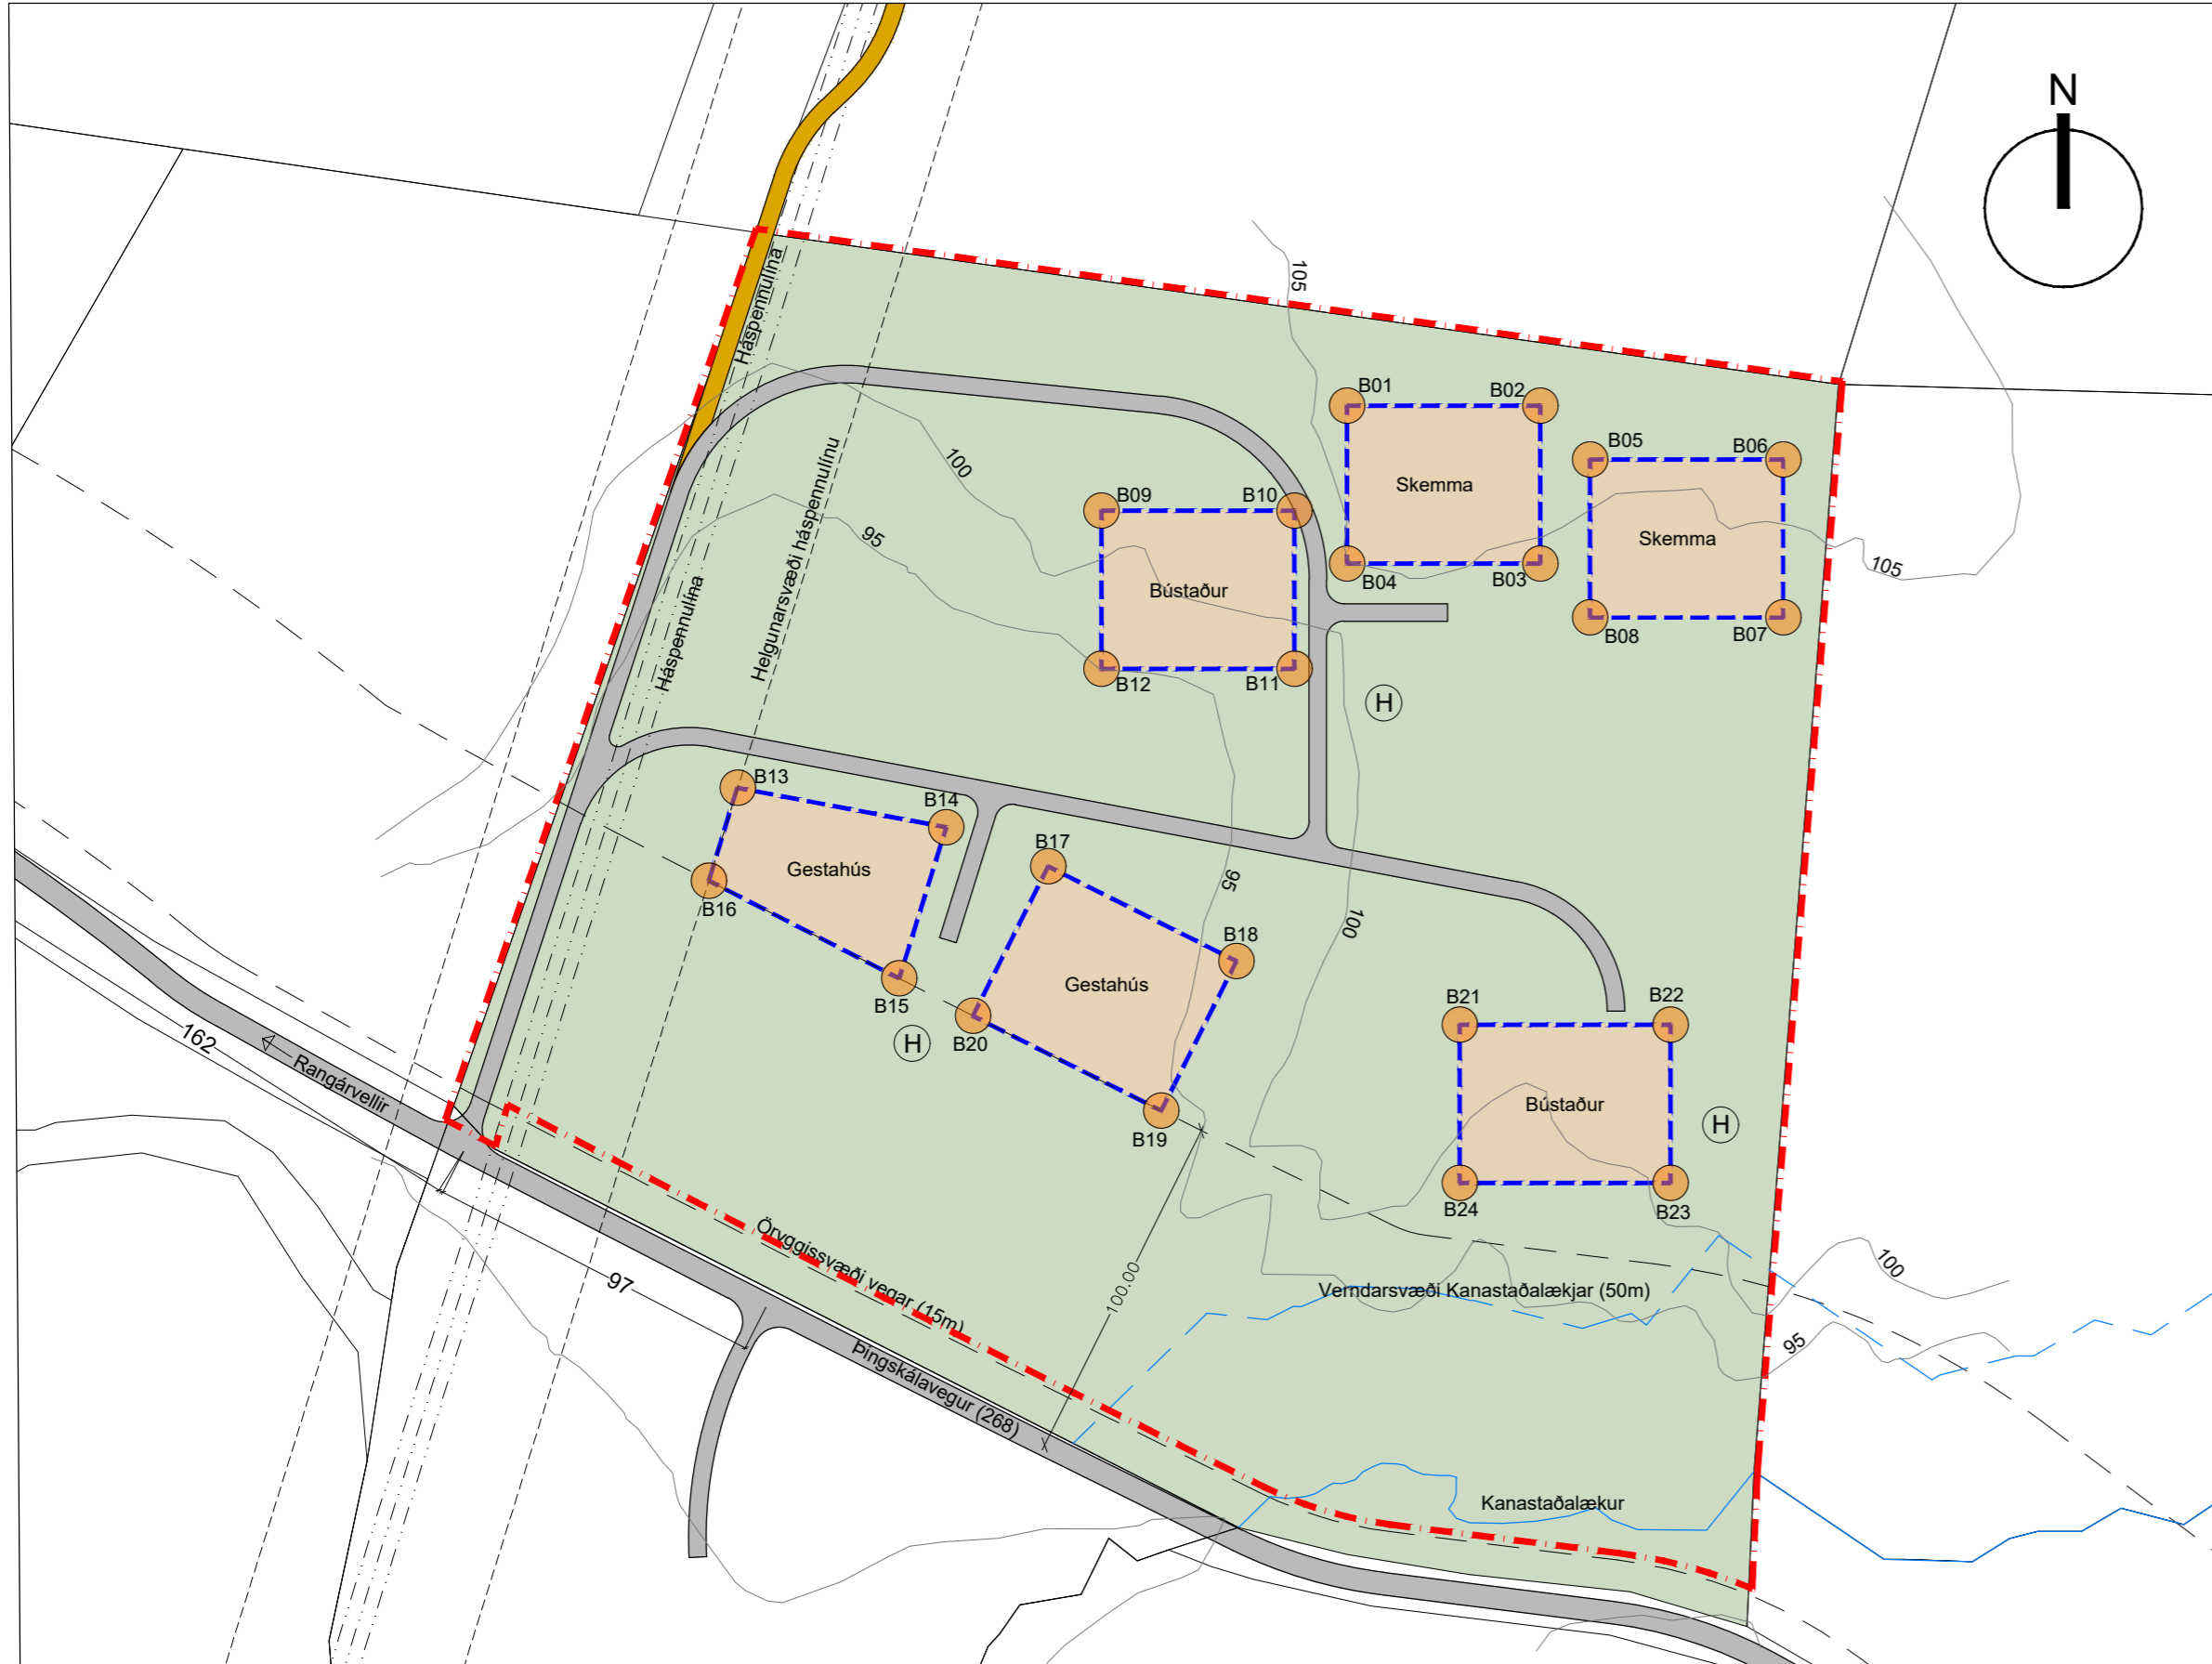 N
105
Háspennulína
B01
B02
B05
B06
Skemma
100
Helgunarsvæði háspennulínu
B09
B10
95
Skemma
105
B04
B03
Bústaður
Háspennulína
B08
B07
B12
B11
H
B13
B14
B17
Gestahús
95
B16
100
B18
B15
Gestahús
B21
B22
162
H
B20
Rangárvellir
Bústaður
H
B19
B24
B23
Öryggissvæði vegar (15m)
100
97
100.00
Verndarsvæði Kanastaðalækjar (50m)
95
Þingskálavegur (268)
Kanastaðalækur